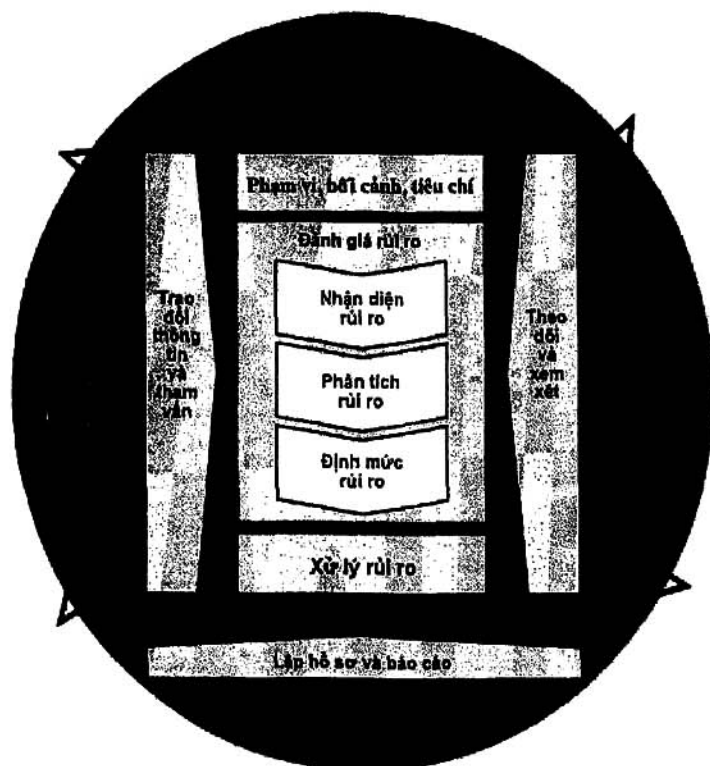 Phạm vi, bối cảnh, tiêu chí
Đánh giá rủi ro
Nhận diện
rủi ro
Phân tích
rủi ro
Định mức
rủi ro
Xử lý rủi ro
Trao
đổi
thông
tin
và
tham
vấn
Theo
dõi
và
xem
xét
Lập hồ sơ và báo cáo